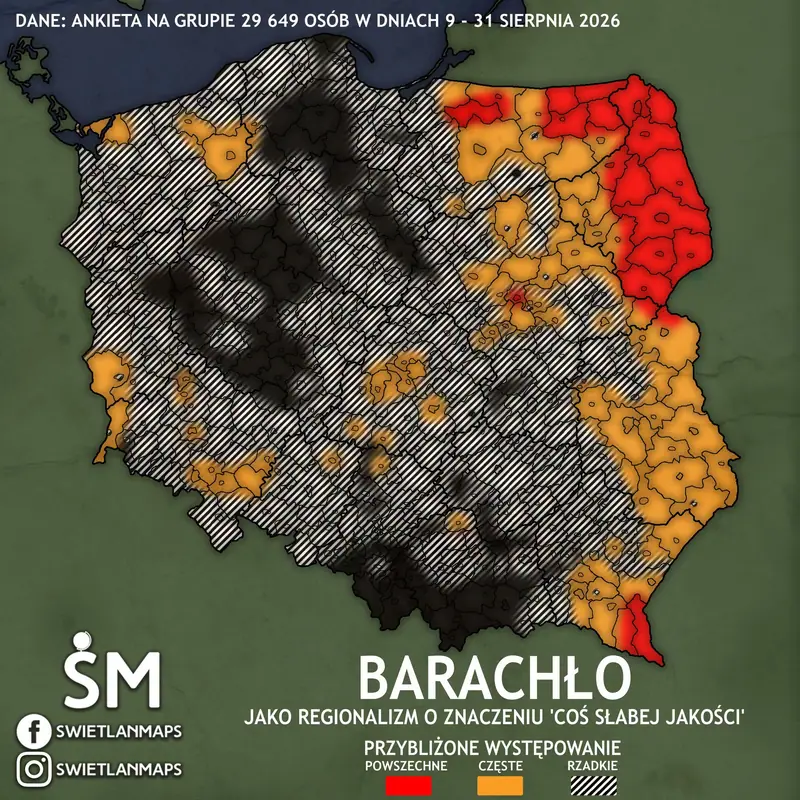 DANE: ANKIETA NA GRUPIE 29 649 OSÓB W DNIACH 9 - 31 SIERPNIA 2026
ŚM
SWIETLANMAPS
SWIETLANMAPS
BARACHŁO
JAKO REGIONALIZM O ZNACZENIU 'COŚ SŁABEJ JAKOŚCI'
PRZYBLIŻONE WYSTĘPOWANIE
POWSZECHNE CZĘSTE RZADKIE